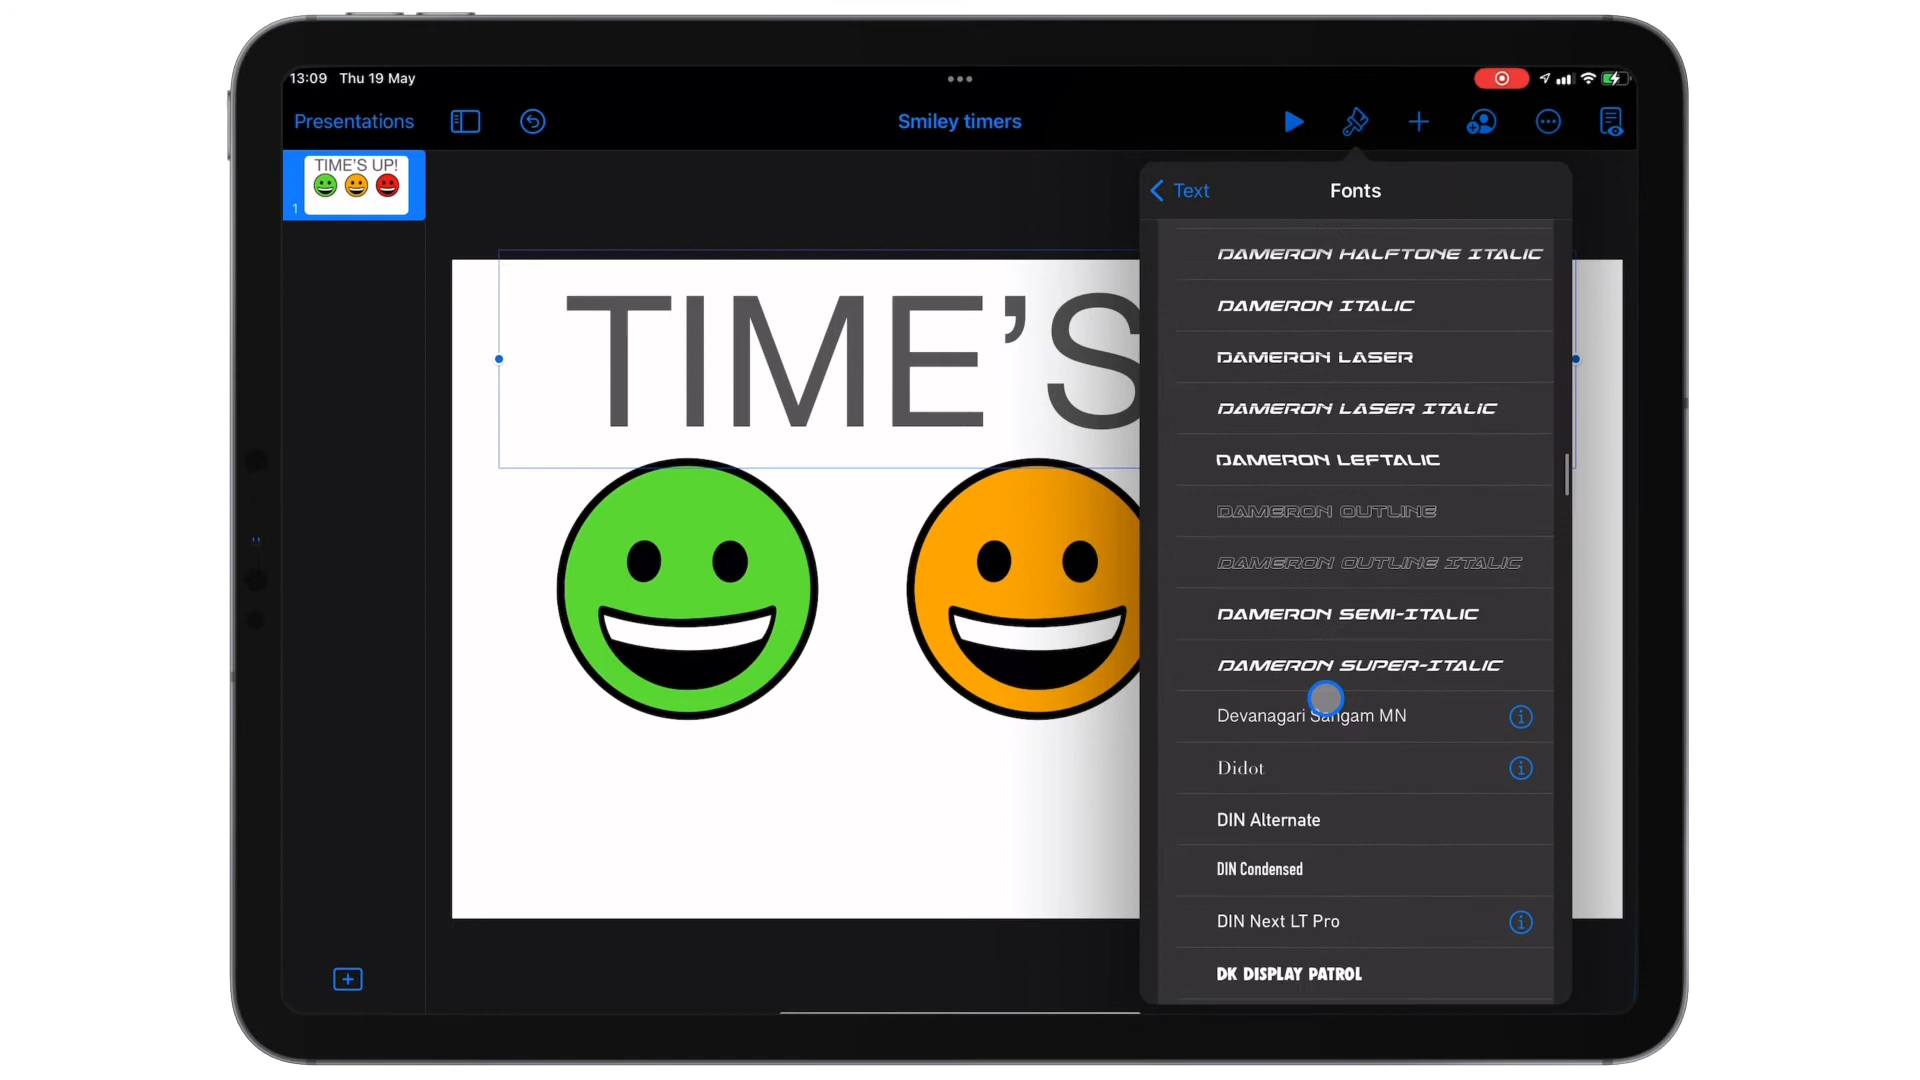 13:09 Thu 19 May
Presentations
Smiley timers
TIME'S UP!
1
Text
Fonts
TIME'S
DAMERON HALFTONE ITALIC
DAMERON ITALIC
DAMERON LASER
DAMERON LASER ITALIC
DAMERON LEFTALIC
DAMERON OUTLINE
DAMERON OUTLINE ITALIC
DAMERON SEMI-ITALIC
DAMERON SUPER-ITALIC
Devanagari Sangam MN
Didot
DIN Alternate
DIN Condensed
DIN Next LT Pro
DK DISPLAY PATROL